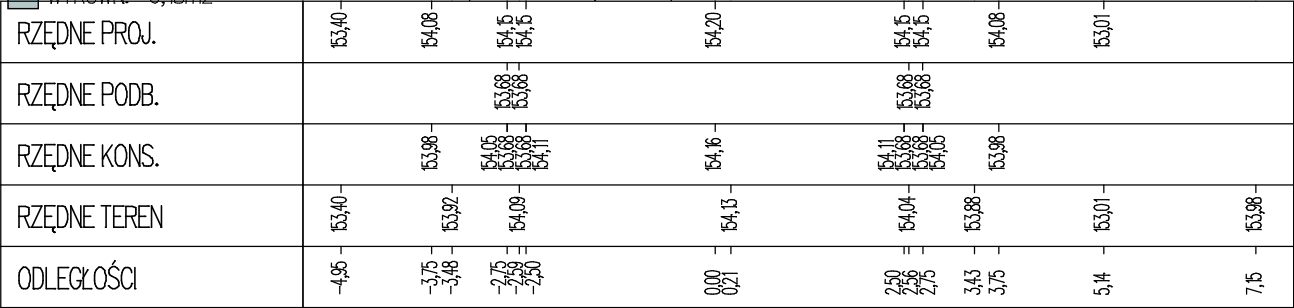 RZĘDNE PROJ. 153,40 154,08 154,15 154,15 154,20 154,15 154,15 154,08 153,01
RZĘDNE PODB. 153,68 153,68 153,68 153,68
RZĘDNE KONS. 153,98 154,05 153,68 153,68 154,11 154,16 154,11 153,68 153,68 154,05 153,98
RZĘDNE TEREN 153,40 153,92 154,09 154,13 154,04 153,88 153,01 153,98
ODLEGŁOŚCI -4,95 -3,75 -3,48 -2,75 -2,59 -2,50 0,00 0,21 2,50 2,56 2,75 3,43 3,75 5,14 7,15